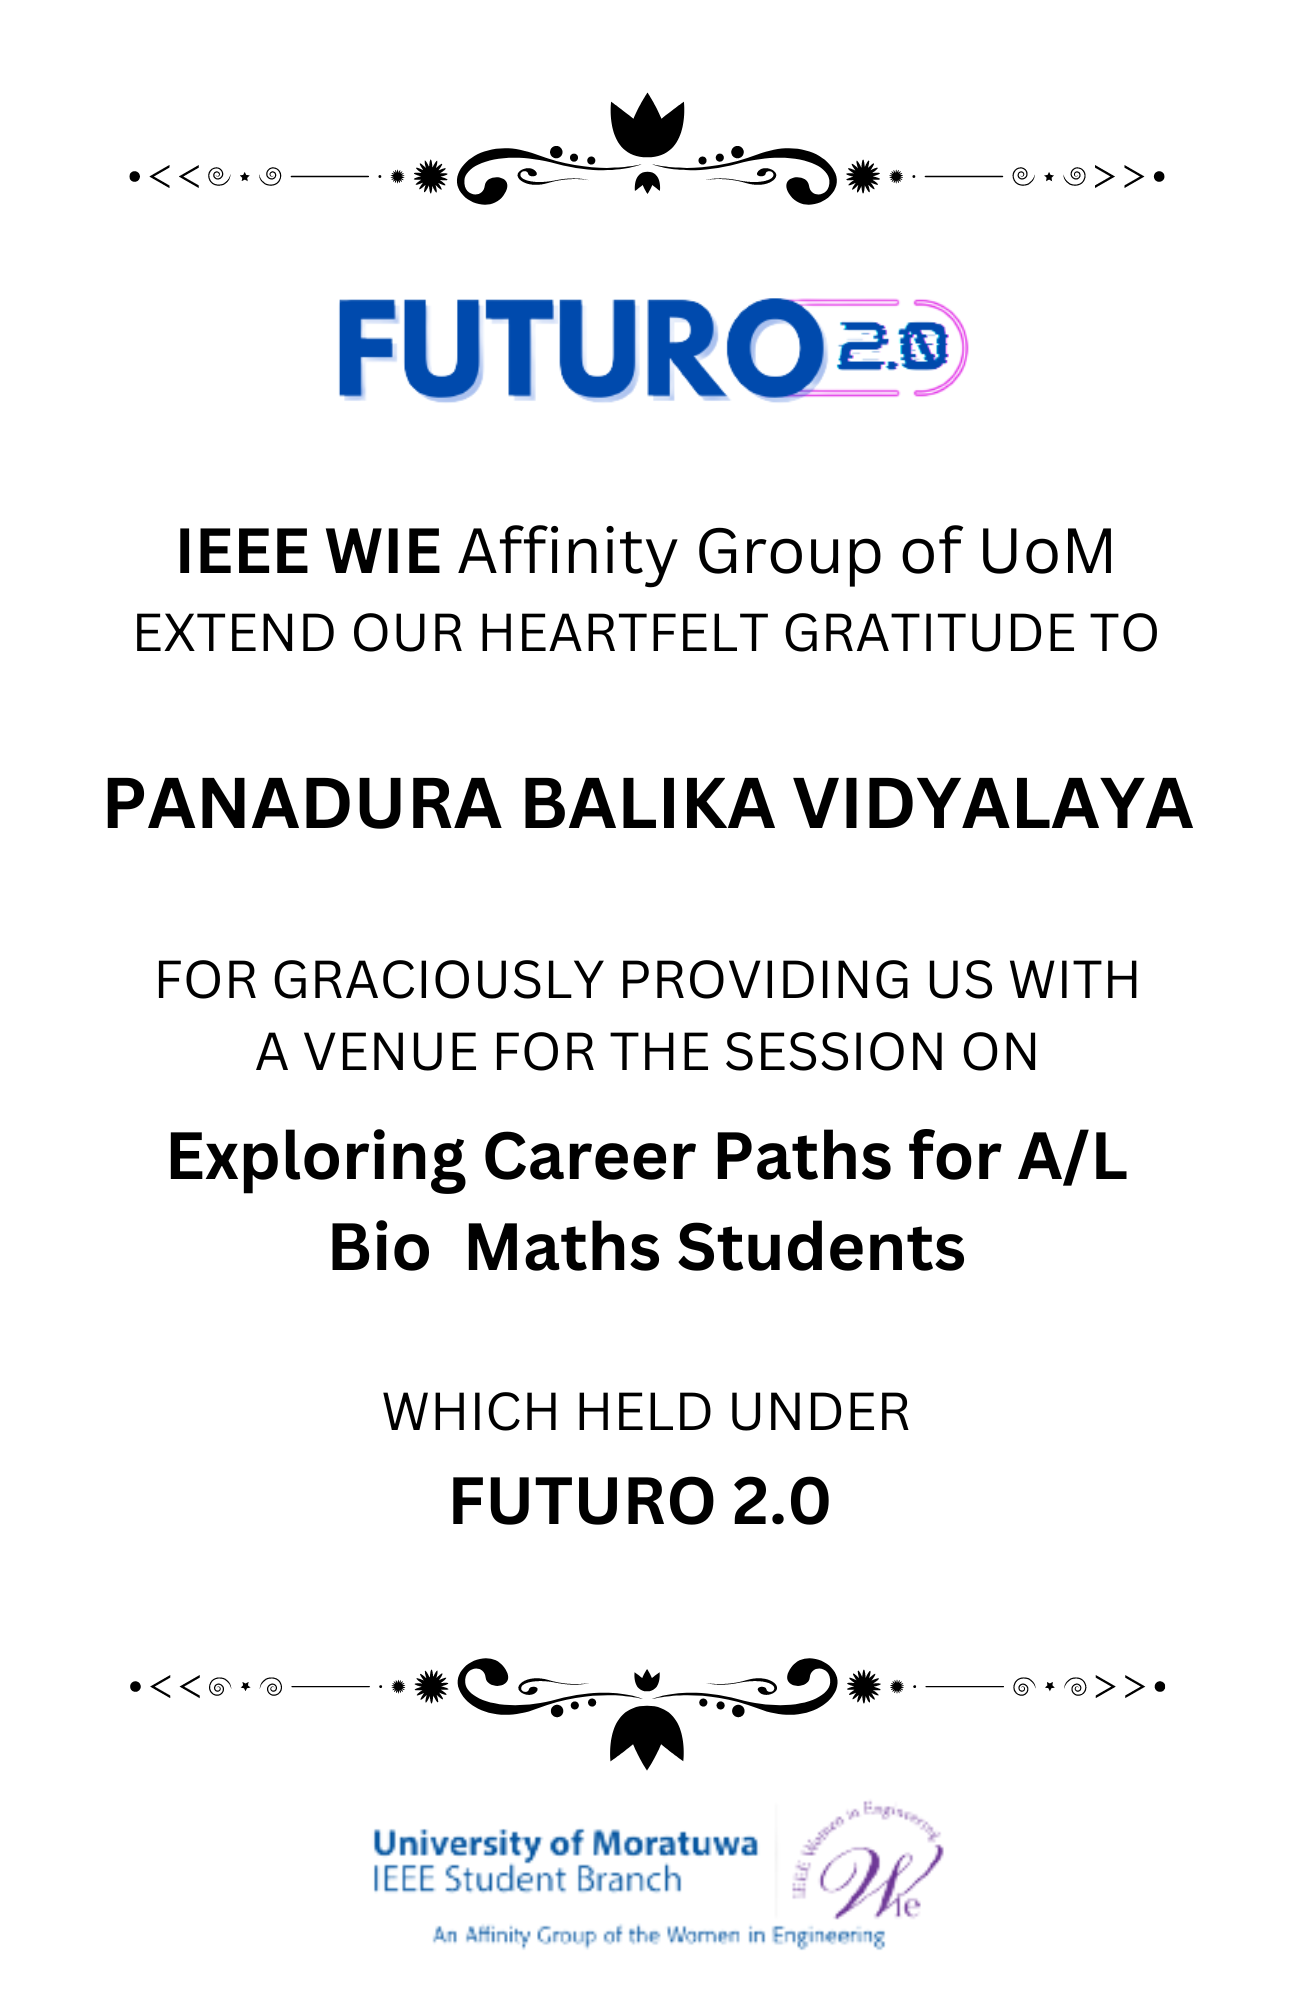 FUTURO 2.0
IEEE WIE Affinity Group of UoM
EXTEND OUR HEARTFELT GRATITUDE TO
PANADURA BALIKA VIDYALAYA
FOR GRACIOUSLY PROVIDING US WITH
A VENUE FOR THE SESSION ON
Exploring Career Paths for A/L
Bio  Maths Students
WHICH HELD UNDER
FUTURO 2.0
University of Moratuwa
IEEE Student Branch
IEEE Women in Engineering
Wie
An Affinity Group of the Women in Engineering